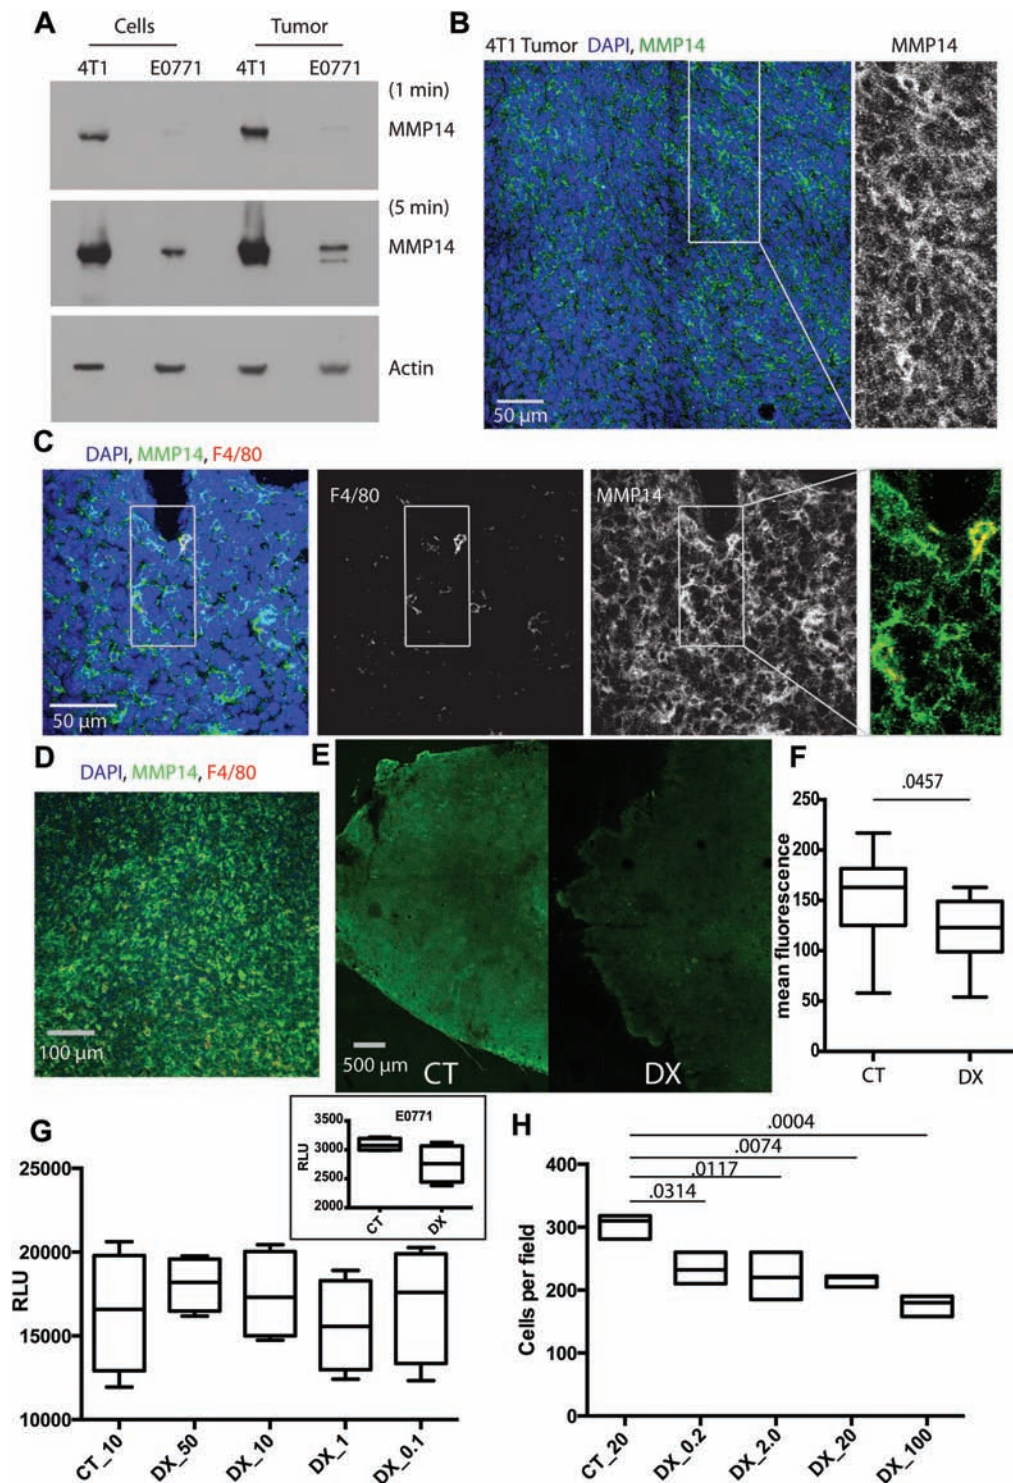 A
Cells Tumor
4T1 E0771 4T1 E0771
(1 min)
MMP14
(5 min)
MMP14
Actin
B
4T1 Tumor DAPI, MMP14
MMP14
50 μm
C
DAPI, MMP14, F4/80
F4/80
MMP14
50 μm
D
DAPI, MMP14, F4/80
100 μm
E
500 μm
CT
DX
F
.0457
mean fluorescence
250
200
150
100
50
0
CT DX
G
RLU
25000
20000
15000
10000
CT_10 DX_50 DX_10 DX_1 DX_0.1
E0771
RLU
3500
3000
2500
2000
CT DX
H
.0004
.0074
.0117
.0314
Cells per field
400
300
200
100
0
CT_20 DX_0.2 DX_2.0 DX_20 DX_100